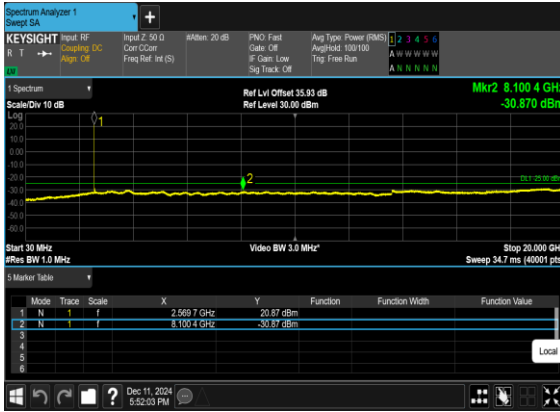 Spectrum Analyzer 1
Swept SA
+
KEYSIGHT
R T
LV
Input: RF
Coupling: DC
Align: Off
Input Z: 50 Ω
Corr CCorr
Freq Ref: Int (S)
#Atten: 20 dB
PNO: Fast
Gate: Off
IF Gain: Low
Sig Track: Off
Avg Type: Power (RMS)
Avg|Hold: 100/100
Trig: Free Run
1 2 3 4 5 6
A W W W W W
A N N N N N
1 Spectrum
Scale/Div 10 dB
Ref Lvl Offset 35.93 dB
Ref Level 30.00 dBm
Mkr2 8.100 4 GHz
-30.870 dBm
Log
20.0
10.0
0.00
-10.0
-20.0
-30.0
-40.0
-50.0
-60.0
1
2
Start 30 MHz
#Res BW 1.0 MHz
Video BW 3.0 MHz*
Stop 20.000 GH
Sweep 34.7 ms (40001 pts
5 Marker Table
Mode Trace Scale X Y Function Function Width Function Value
1 N 1 f 2.569 7 GHz 20.87 dBm
2 N 1 f 8.100 4 GHz -30.87 dBm
3
4
5
6
Local
?
Dec 11, 2024
5:52:03 PM